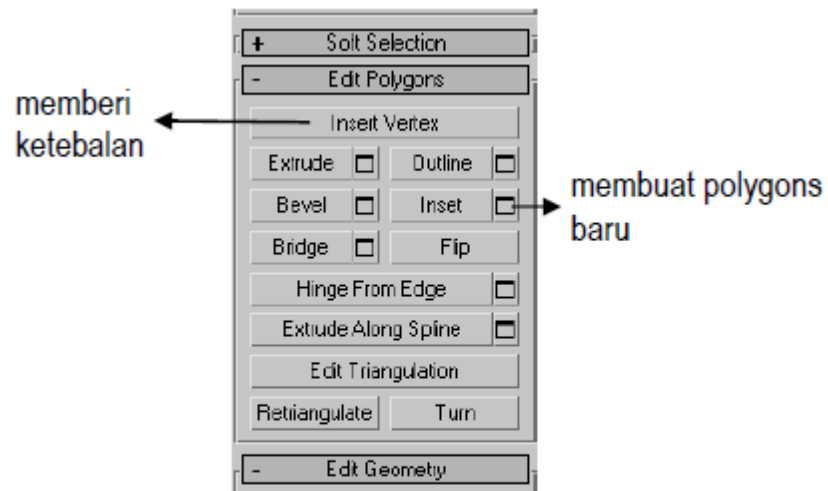 + Soft Selection
- Edit Polygons
memberi
ketebalan
Insert Vertex
Extrude Outline
Bevel Inset
membuat polygons
baru
Bridge Flip
Hinge From Edge
Extrude Along Spline
Edit Triangulation
Retriangulate Turn
- Edit Geometry